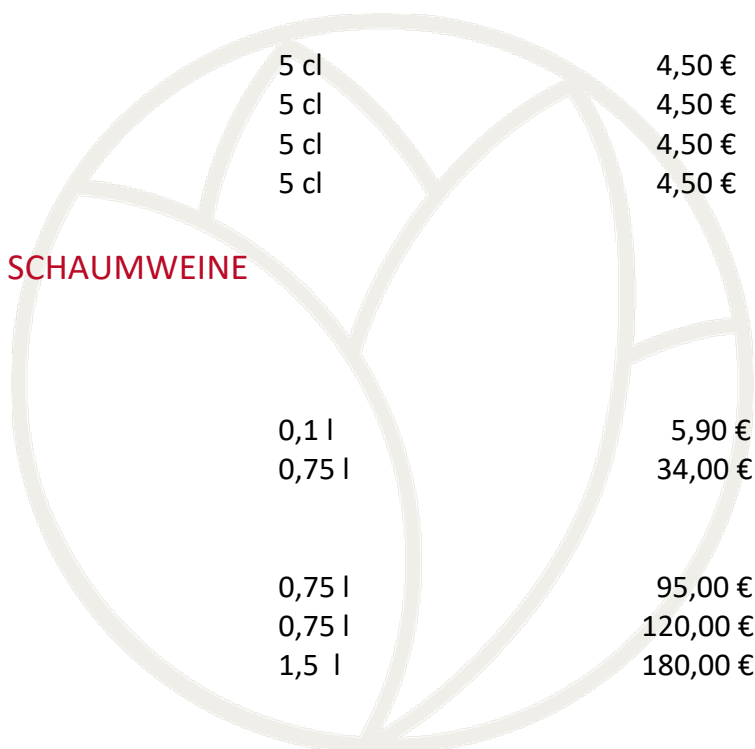 5 cl 4,50 €
5 cl 4,50 €
5 cl 4,50 €
5 cl 4,50 €
SCHAUMWEINE
0,1 l 5,90 €
0,75 l 34,00 €
0,75 l 95,00 €
0,75 l 120,00 €
1,5 l 180,00 €